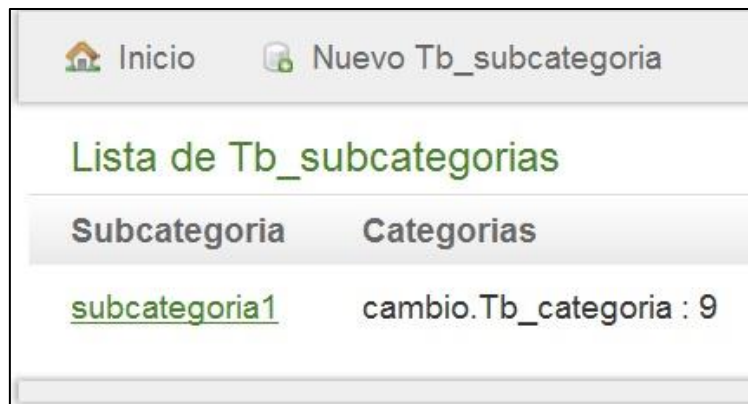 Inicio Nuevo Tb_subcategoria
Lista de Tb_subcategorias
Subcategoria Categorias
subcategoria1 cambio.Tb_categoria : 9